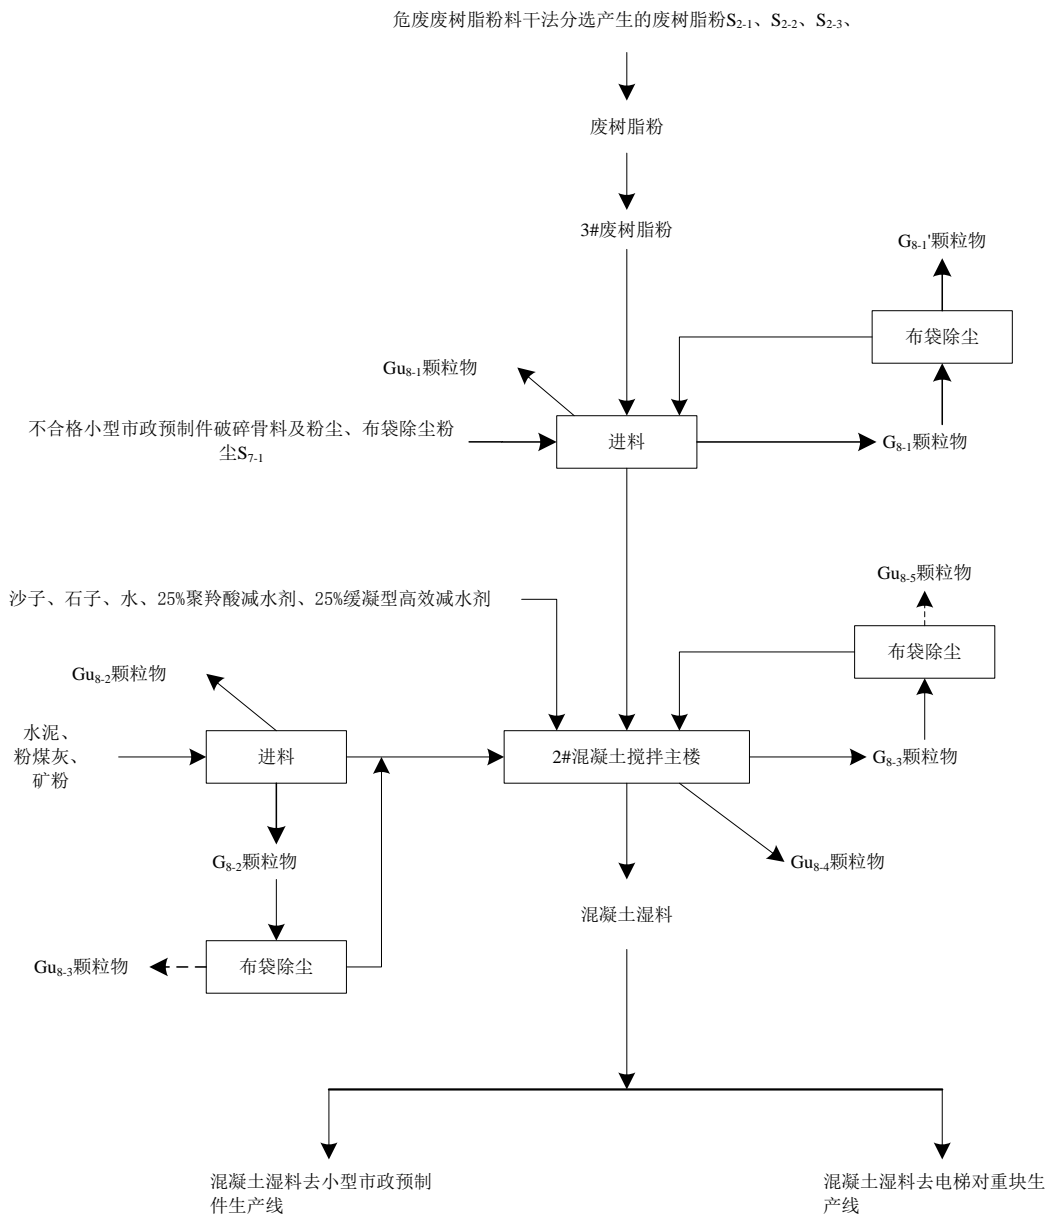 危废废树脂粉料干法分选产生的废树脂粉S2-1、S2-2、S2-3、
废树脂粉
3#废树脂粉
G8-1'颗粒物
布袋除尘
Gu8-1颗粒物
不合格小型市政预制件破碎骨料及粉尘、布袋除尘粉
尘S7-1
进料
G8-1颗粒物
Gu8-5颗粒物
沙子、石子、水、25%聚羚酸减水剂、25%缓凝型高效减水剂
布袋除尘
Gu8-2颗粒物
水泥、
粉煤灰、
矿粉
进料
2#混凝土搅拌主楼
G8-3颗粒物
G8-2颗粒物
Gu8-4颗粒物
混凝土湿料
Gu8-3颗粒物
布袋除尘
混凝土湿料去小型市政预制
件生产线
混凝土湿料去电梯对重块生
产线